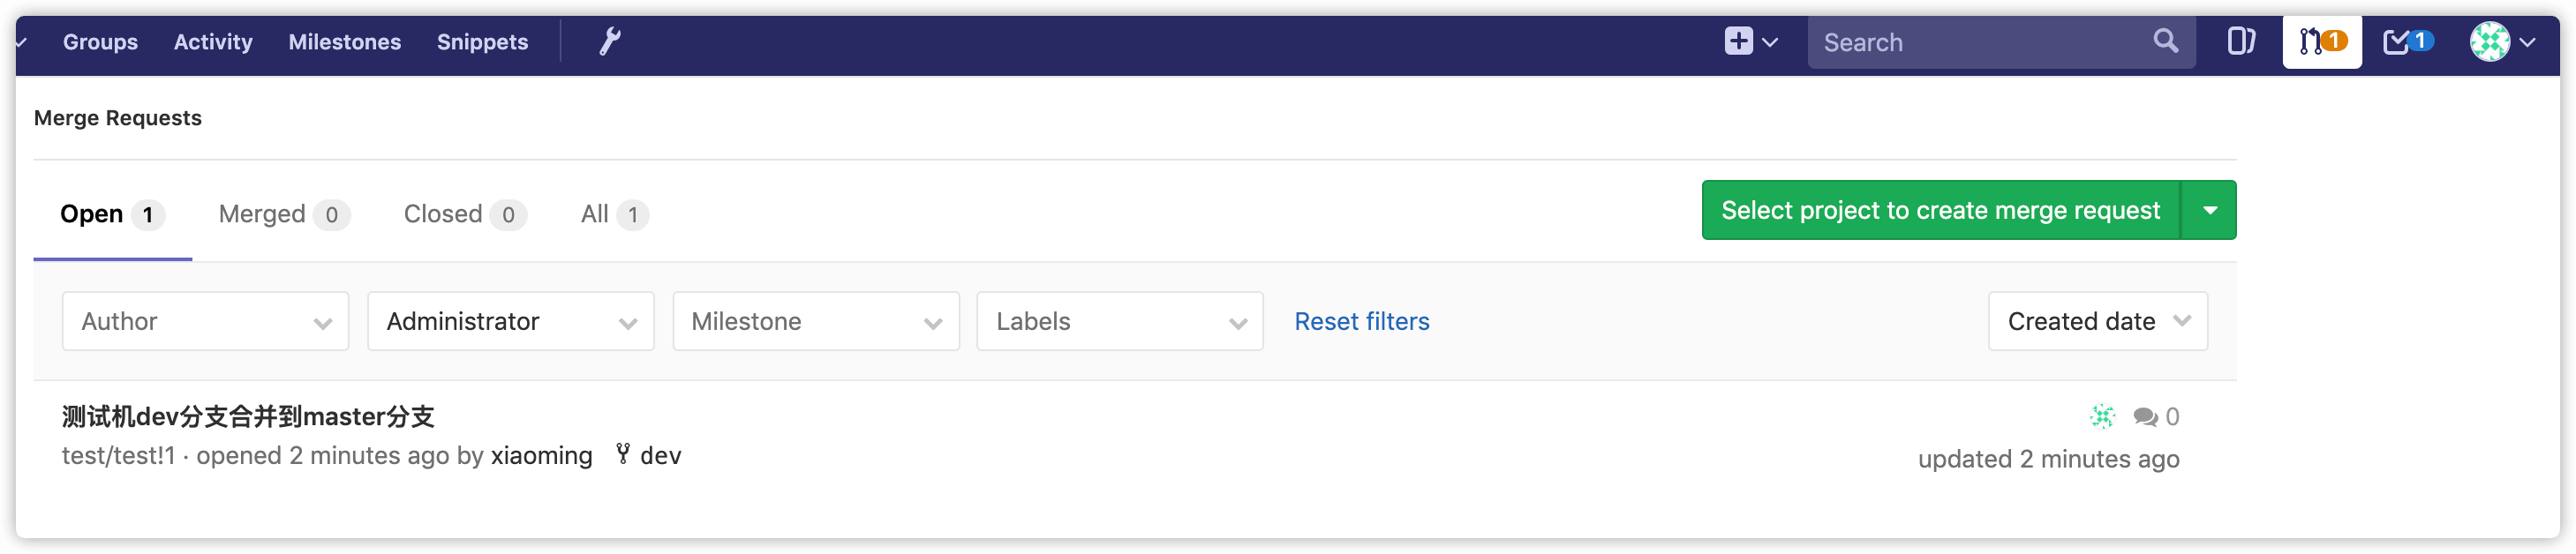 Groups Activity Milestones Snippets Search 1 1
Merge Requests
Open 1 Merged 0 Closed 0 All 1 Select project to create merge request
Author Administrator Milestone Labels Reset filters Created date
测试机dev分支合并到master分支 0
test/test!1 · opened 2 minutes ago by xiaoming dev updated 2 minutes ago